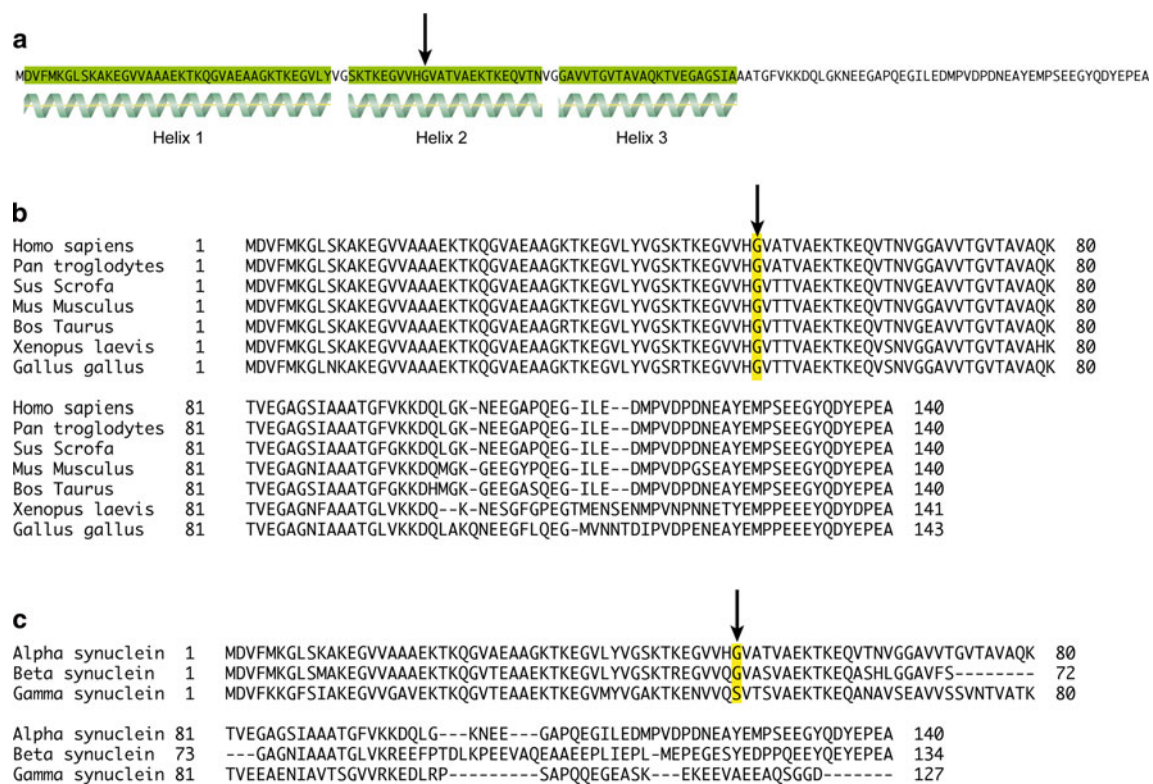 a
MDVFMKGLSKAKEGVVAAAEKTKQGVAEAAGKTKEGVLYVGSKTKEGVVHGVATVAEKTKEQVTNVGGAVVTGVTAVAQKTVEGAGSIAAATGFVKKDQLGKNEEGAPQEGILEDMPVDPDNEAYEMPSEEGYQDYEPEA
Helix 1 Helix 2 Helix 3
b
Homo sapiens 1 MDVFMKGLSKAKEGVVAAAEKTKQGVAEAAGKTKEGVLYVGSKTKEGVVHGVATVAEKTKEQVTNVGGAVVTGVTAVAQK 80
Pan troglodytes 1 MDVFMKGLSKAKEGVVAAAEKTKQGVAEAAGKTKEGVLYVGSKTKEGVVHGVATVAEKTKEQVTNVGGAVVTGVTAVAQK 80
Sus Scrofa 1 MDVFMKGLSKAKEGVVAAAEKTKQGVAEAAGKTKEGVLYVGSKTKEGVVHGVTTVAEKTKEQVTNVGEAVVTGVTAVAQK 80
Mus Musculus 1 MDVFMKGLSKAKEGVVAAAEKTKQGVAEAAGKTKEGVLYVGSKTKEGVVHGVTTVAEKTKEQVTNVGGAVVTGVTAVAQK 80
Bos Taurus 1 MDVFMKGLSKAKEGVVAAAEKTKQGVAEAAGRTKEGVLYVGSKTKEGVVHGVTTVAEKTKEQVTNVGEAVVTGVTAVAQK 80
Xenopus laevis 1 MDVFMKGLSKAKEGVVAAAEKTKQGVAEAAGKTKEGVLYVGSKTKEGVVHGVTTVAEKTKEQVSNVGGAVVTGVTAVAHK 80
Gallus gallus 1 MDVFMKGLNKAKEGVVAAAEKTKQGVAEAAGKTKEGVLYVGSRTKEGVVHGVTTVAEKTKEQVSNVGGAVVTGVTAVAQK 80
Homo sapiens 81 TVEGAGSIAAATGFVKKDQLGK-NEEGAPQEG-ILE--DMPVDPDNEAYEMPSEEGYQDYEPEA 140
Pan troglodytes 81 TVEGAGSIAAATGFVKKDQLGK-NEEGAPQEG-ILE--DMPVDPDNEAYEMPSEEGYQDYEPEA 140
Sus Scrofa 81 TVEGAGSIAAATGFGKKDQLGK-NEEGAPQEG-ILE--DMPVDPDNEAYEMPSEEGYQDYEPEA 140
Mus Musculus 81 TVEGAGNIAAATGFVKKDQMGK-GEEGYPQEG-ILE--DMPVDPGSEAYEMPSEEGYQDYEPEA 140
Bos Taurus 81 TVEGAGSIAAATGFGKKDHMGK-GEEGASQEG-ILE--DMPVDPDNEAYEMPSEEGYQDYEPEA 140
Xenopus laevis 81 TVEGAGNFAAATGLVKKDQ--K-NESGFGPEGTMENSENMPVNPNNETYEMPPEEEYQDYDPEA 141
Gallus gallus 81 TVEGAGNIAAATGLVKKDQLAKQNEEGFLQEG-MVNNTDIPVDPENEAYEMPPEEEYQDYEPEA 143
c
Alpha synuclein 1 MDVFMKGLSKAKEGVVAAAEKTKQGVAEAAGKTKEGVLYVGSKTKEGVVHGVATVAEKTKEQVTNVGGAVVTGVTAVAQK 80
Beta synuclein 1 MDVFMKGLSMAKEGVVAAAEKTKQGVTEAAEKTKEGVLYVGSKTREGVVQGVASVAEKTKEQASHLGGAVFS-------- 72
Gamma synuclein 1 MDVFKKGFSIAKEGVVGAVEKTKQGVTEAAEKTKEGVMYVGAKTKENVVQSVTSVAEKTKEQANAVSEAVVSSVNTVATK 80
Alpha synuclein 81 TVEGAGSIAAATGFVKKDQLG---KNEE---GAPQEGILEDMPVDPDNEAYEMPSEEGYQDYEPEA 140
Beta synuclein 73 ---GAGNIAAATGLVKREEFPTDLKPEEVAQEAAEEPLIEPL-MEPEGESYEDPPQEEYQEYEPEA 134
Gamma synuclein 81 TVEEAENIAVTSGVVRKEDLRP---------SAPQQEGEASK---EKEEVAEEAQSGGD------- 127